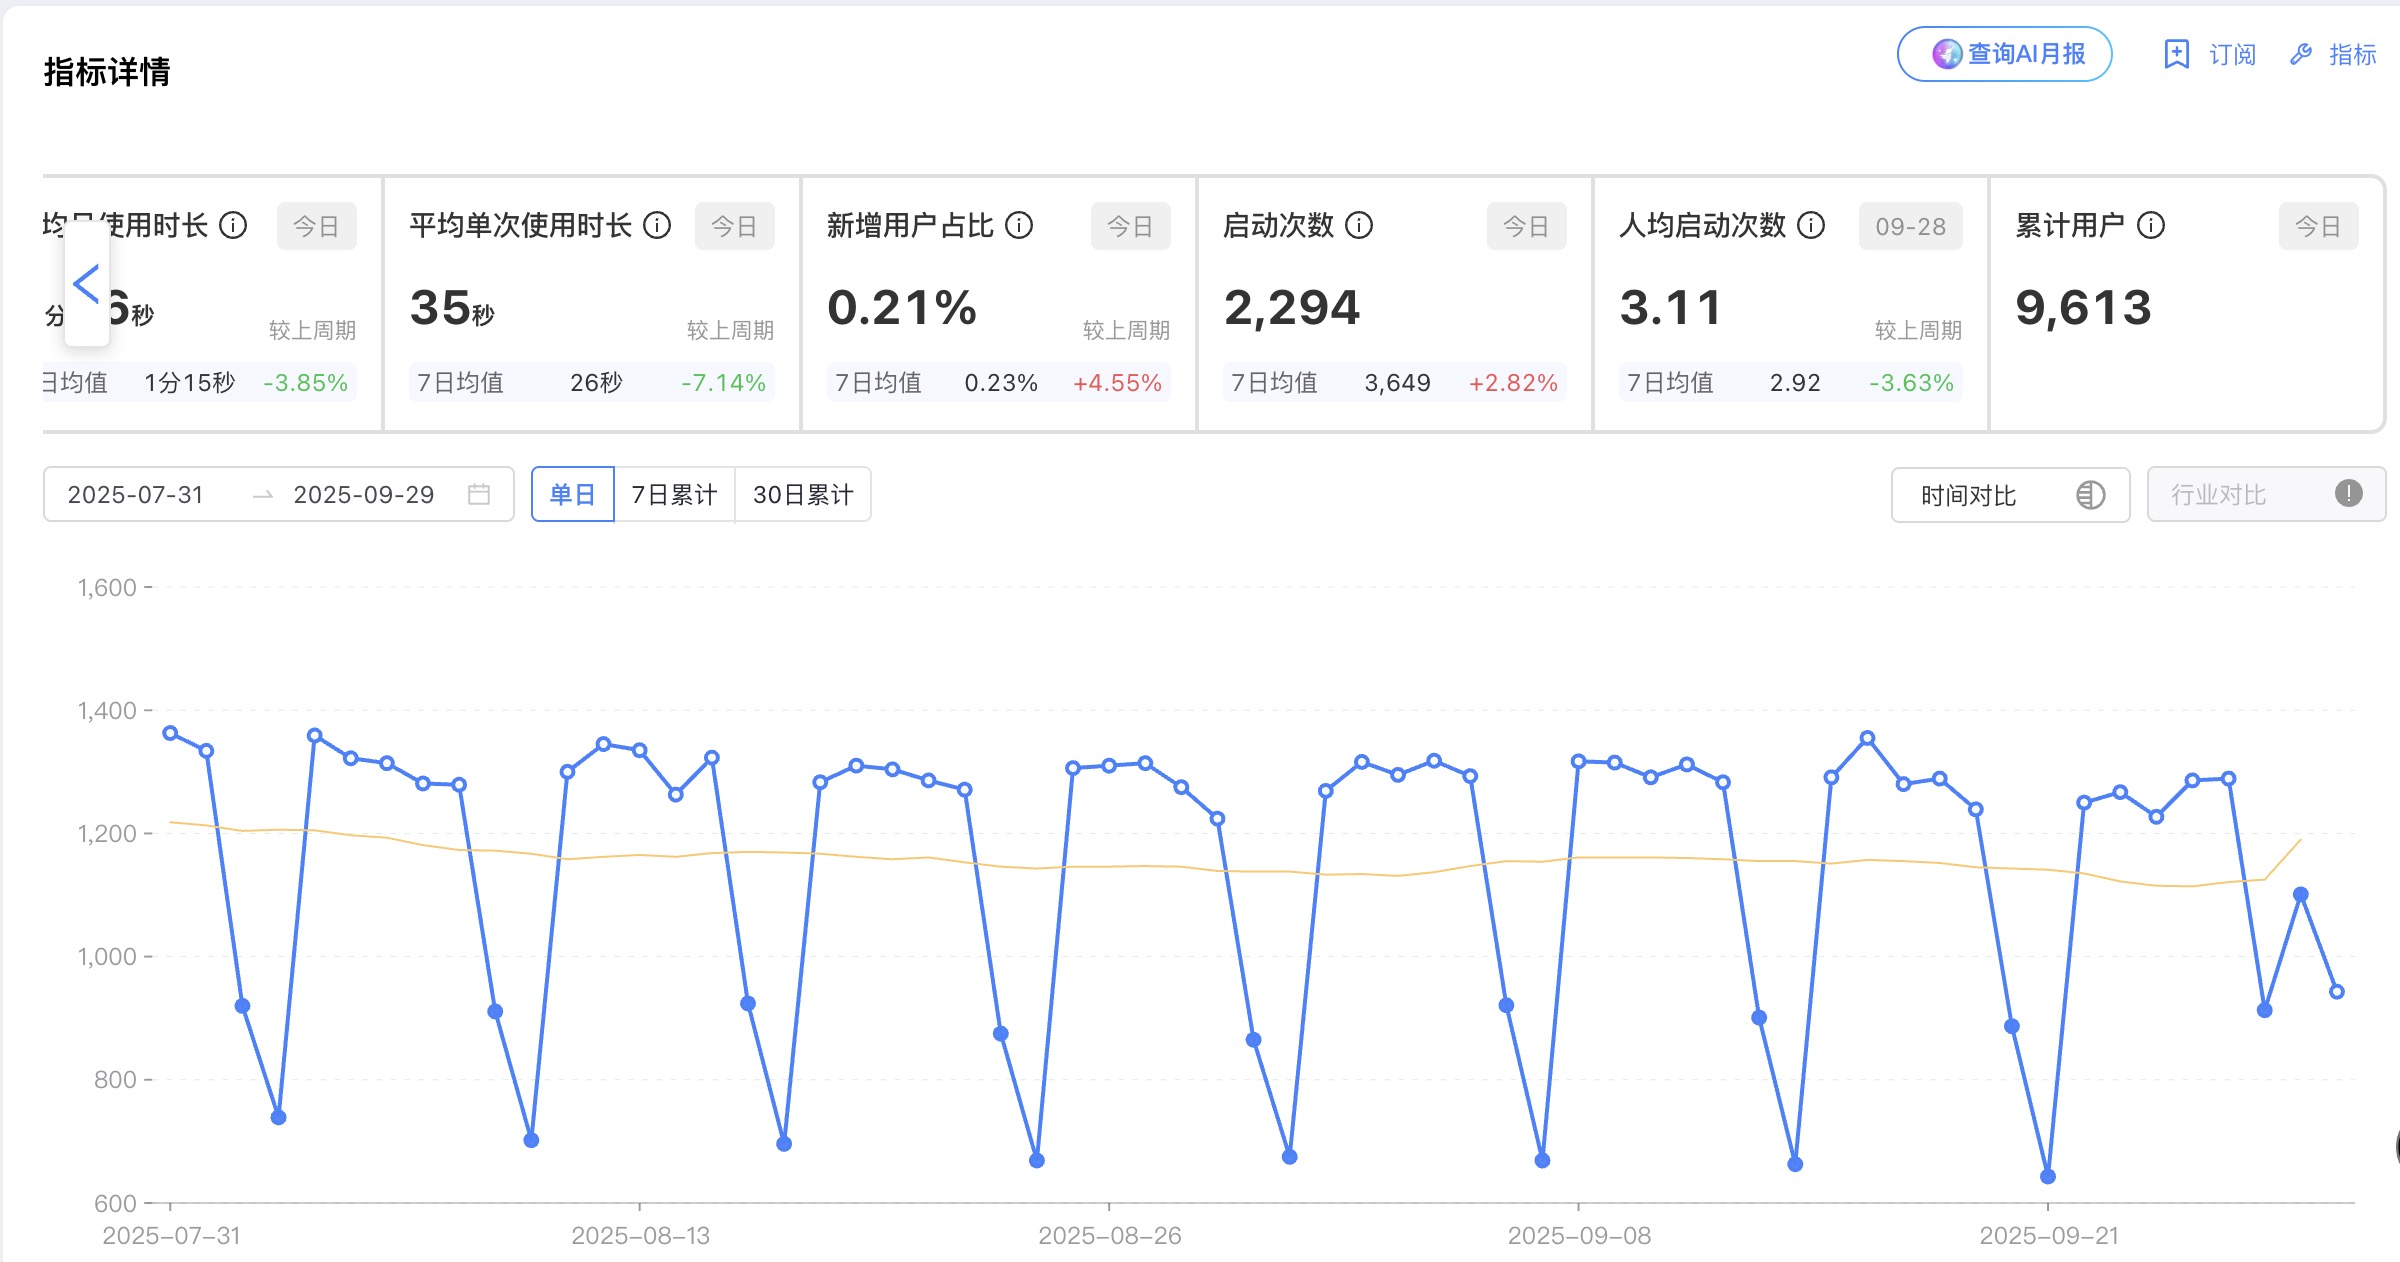 指标详情
查询AI月报
订阅
指标
使用时长
今日
6秒
较上周期
日均值 1分15秒 -3.85%
平均单次使用时长
今日
35秒
较上周期
7日均值 26秒 -7.14%
新增用户占比
今日
0.21%
较上周期
7日均值 0.23% +4.55%
启动次数
今日
2,294
7日均值 3,649 +2.82%
人均启动次数
09-28
3.11
较上周期
7日均值 2.92 -3.63%
累计用户
今日
9,613
2025-07-31 → 2025-09-29
单日
7日累计
30日累计
时间对比
行业对比
1,600
1,400
1,200
1,000
800
600
2025-07-31
2025-08-13
2025-08-26
2025-09-08
2025-09-21